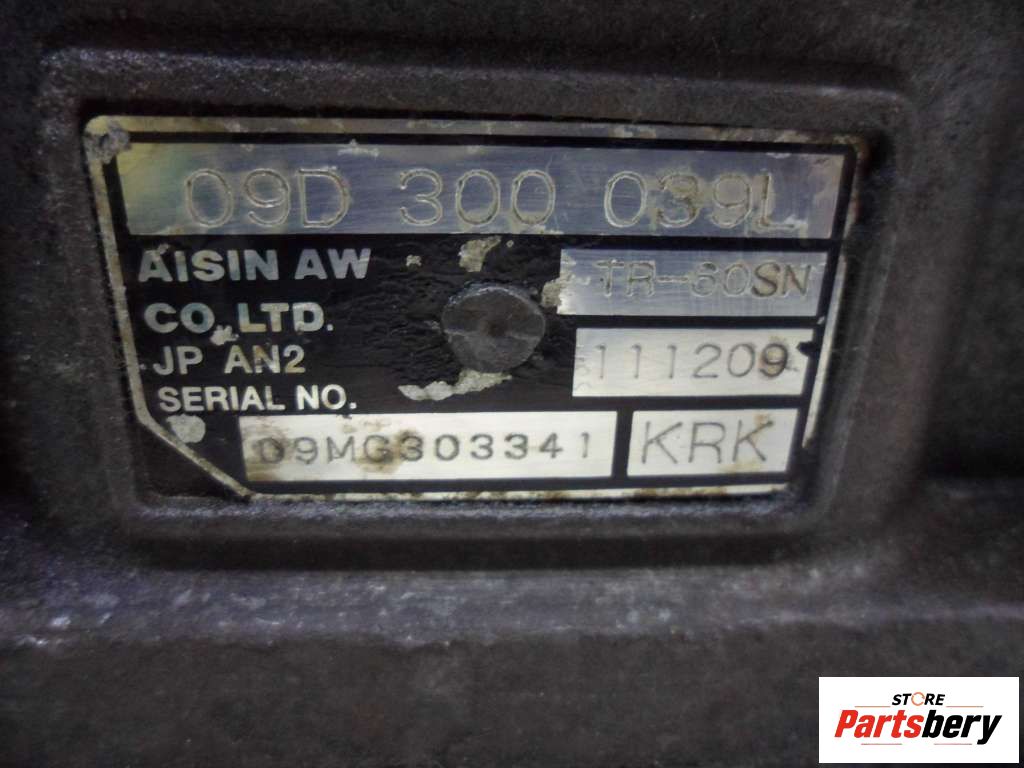 09D 300 039L
AISIN AW
TR-60SN
CO.,LTD.
JP AN2
111209
SERIAL NO.
09MG303341
KRK
STORE
Partsbery